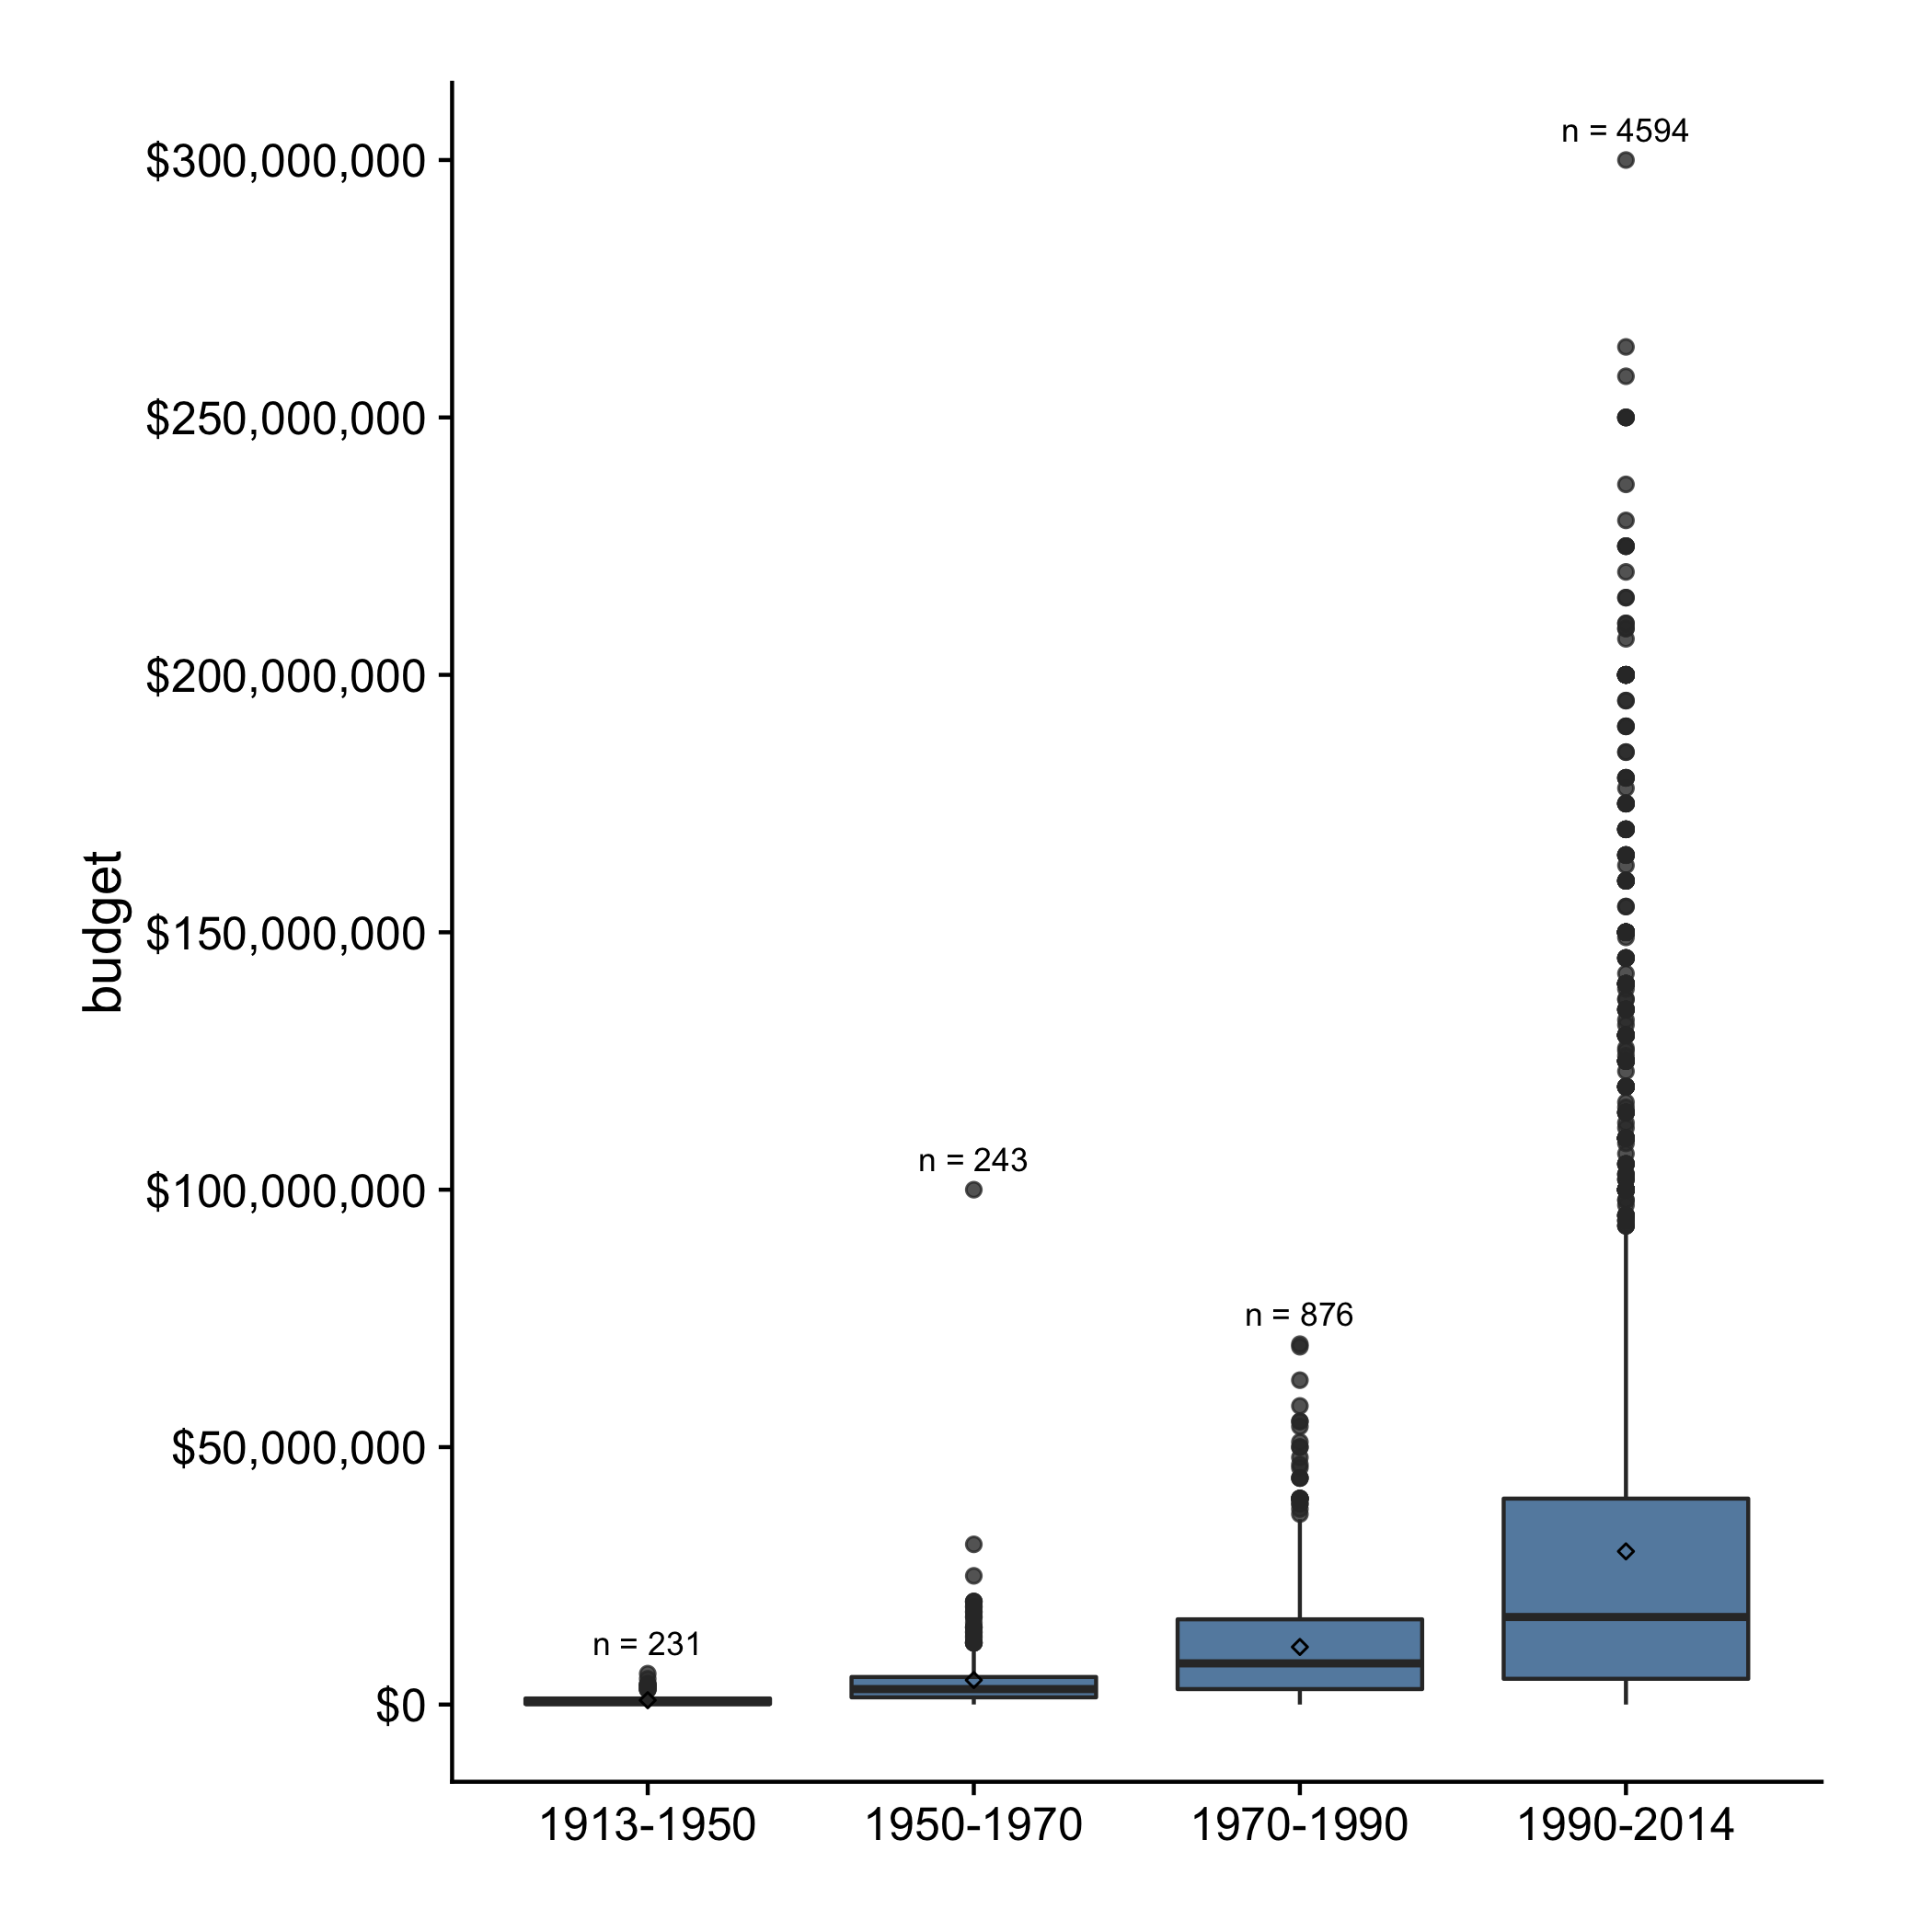 n = 4594
$300,000,000
$250,000,000
$200,000,000
$150,000,000
$100,000,000
$50,000,000
$0
budget
n = 243
n = 876
n = 231
1913-1950
1950-1970
1970-1990
1990-2014